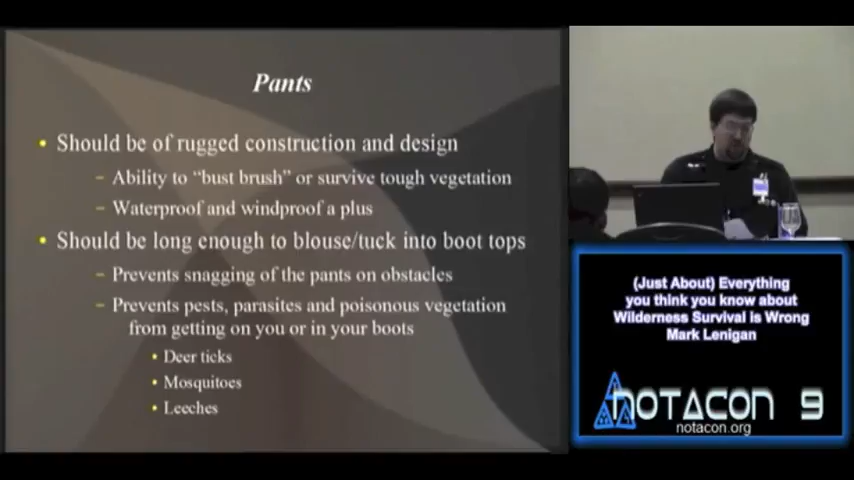 Pants
• Should be of rugged construction and design
– Ability to “bust brush” or survive tough vegetation
– Waterproof and windproof a plus
• Should be long enough to blouse/tuck into boot tops
– Prevents snagging of the pants on obstacles
– Prevents pests, parasites and poisonous vegetation
from getting on you or in your boots
• Deer ticks
• Mosquitoes
• Leeches
(Just About) Everything
you think you know about
Wilderness Survival is Wrong
Mark Lenigan
NOTACON 9
notacon.org